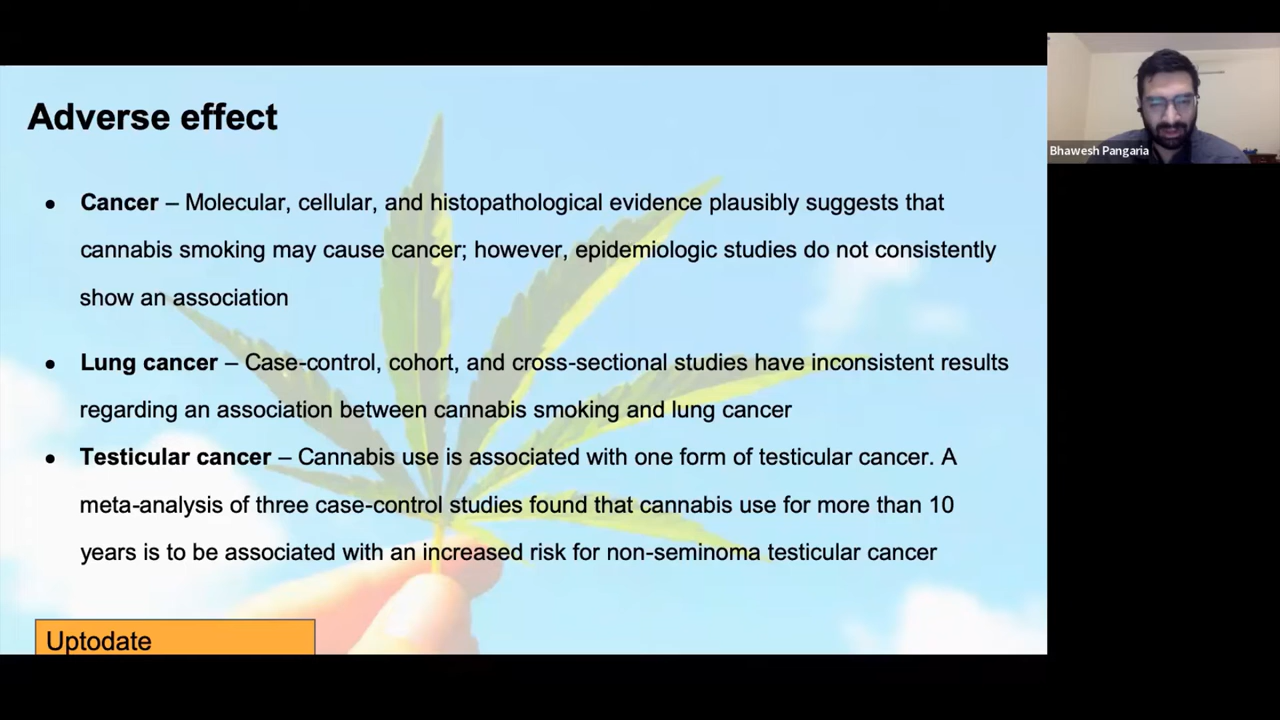 Adverse effect
● Cancer – Molecular, cellular, and histopathological evidence plausibly suggests that
cannabis smoking may cause cancer; however, epidemiologic studies do not consistently
show an association
● Lung cancer – Case-control, cohort, and cross-sectional studies have inconsistent results
regarding an association between cannabis smoking and lung cancer
● Testicular cancer – Cannabis use is associated with one form of testicular cancer. A
meta-analysis of three case-control studies found that cannabis use for more than 10
years is to be associated with an increased risk for non-seminoma testicular cancer
Uptodate
Bhawesh Pangaria